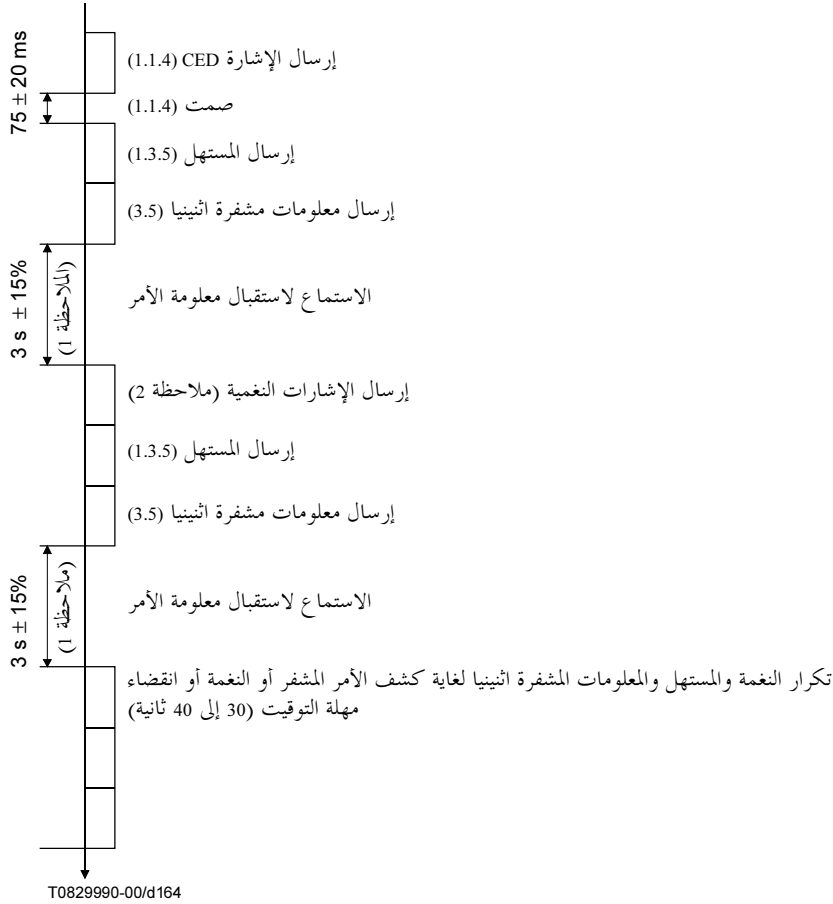 إرسال الإشارة CED (1.1.4)
75 ± 20 ms
صمت (1.1.4)
إرسال المستهل (1.3.5)
إرسال معلومات مشفرة اثنينيا (3.5)
3 s ± 15%
(الملاحظة 1)
الاستماع لاستقبال معلومة الأمر
إرسال الإشارات النغمية (ملاحظة 2)
إرسال المستهل (1.3.5)
إرسال معلومات مشفرة اثنينيا (3.5)
3 s ± 15%
(ملاحظة 1)
الاستماع لاستقبال معلومة الأمر
تكرار النغمة والمستهل والمعلومات المشفرة اثنينيا لغاية كشف الأمر المشفر أو النغمة أو انقضاء
مهلة التوقيت (30 إلى 40 ثانية)
T0829990-00/d164